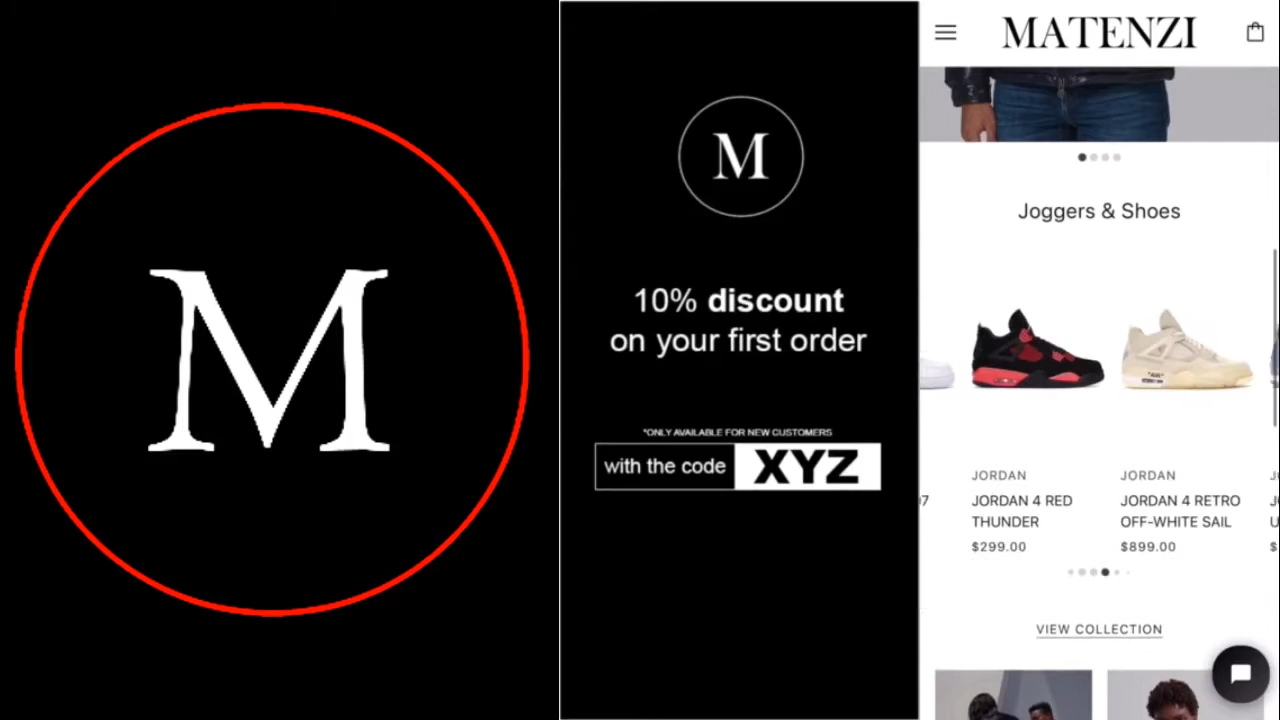 M
M
10% discount
on your first order
*ONLY AVAILABLE FOR NEW CUSTOMERS
with the code XYZ
MATENZI
Joggers & Shoes
JORDAN
JORDAN 4 RED
THUNDER
$299.00
JORDAN
JORDAN 4 RETRO
OFF-WHITE SAIL
$899.00
VIEW COLLECTION